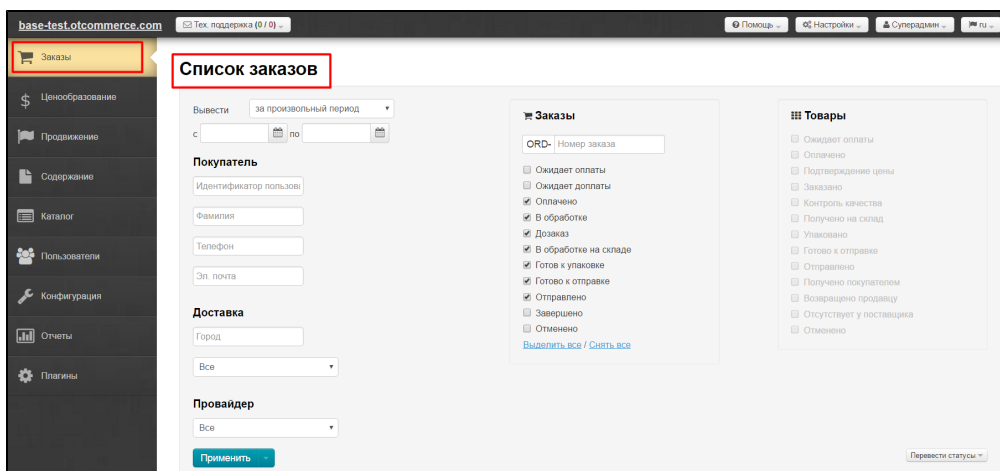 base-test.otcommerce.com
Тех. поддержка (0 / 0)
Помощь
Настройки
Суперадмин
ru
Заказы
Ценообразование
Продвижение
Содержание
Каталог
Пользователи
Конфигурация
Отчеты
Плагины
Список заказов
Вывести за произвольный период
с по
Покупатель
Идентификатор пользов
Фамилия
Телефон
Эл. почта
Доставка
Город
Все
Провайдер
Все
Применить
Заказы
ORD- Номер заказа
Ожидает оплаты
Ожидает доплаты
Оплачено
В обработке
Дозаказ
В обработке на складе
Готов к упаковке
Готово к отправке
Отправлено
Завершено
Отменено
Выделить все / Снять все
Товары
Ожидает оплаты
Оплачено
Подтверждение цены
Заказано
Контроль качества
Получено на склад
Упаковано
Готово к отправке
Отправлено
Получено покупателем
Возвращено продавцу
Отсутствует у поставщика
Отменено
Перевести статусы